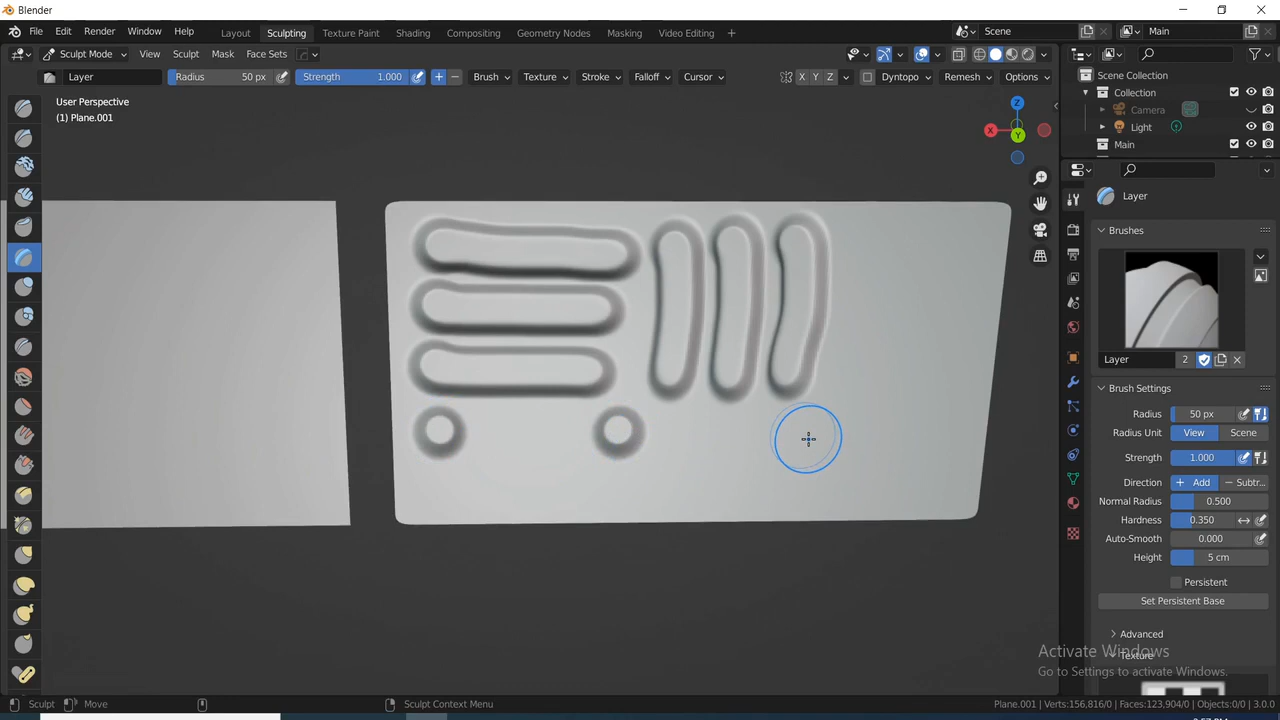 Blender
File Edit Render Window Help Layout Sculpting Texture Paint Shading Compositing Geometry Nodes Masking Video Editing + Scene Main
Sculpt Mode View Sculpt Mask Face Sets
Layer Radius 50 px Strength 1.000 + − Brush Texture Stroke Falloff Cursor X Y Z Dyntopo Remesh Options
User Perspective
(1) Plane.001
Z
X
Y
Scene Collection
Collection
Camera
Light
Main
Layer
Brushes
Layer 2
Brush Settings
Radius 50 px
Radius Unit View Scene
Strength 1.000
Direction + Add − Subtr...
Normal Radius 0.500
Hardness 0.350
Auto-Smooth 0.000
Height 5 cm
Persistent
Set Persistent Base
Advanced
Texture
Activate Windows
Go to Settings to activate Windows.
Sculpt Move Sculpt Context Menu Plane.001 | Verts:156,816/0 | Faces:123,904/0 | Objects:0/0 | 3.0.0